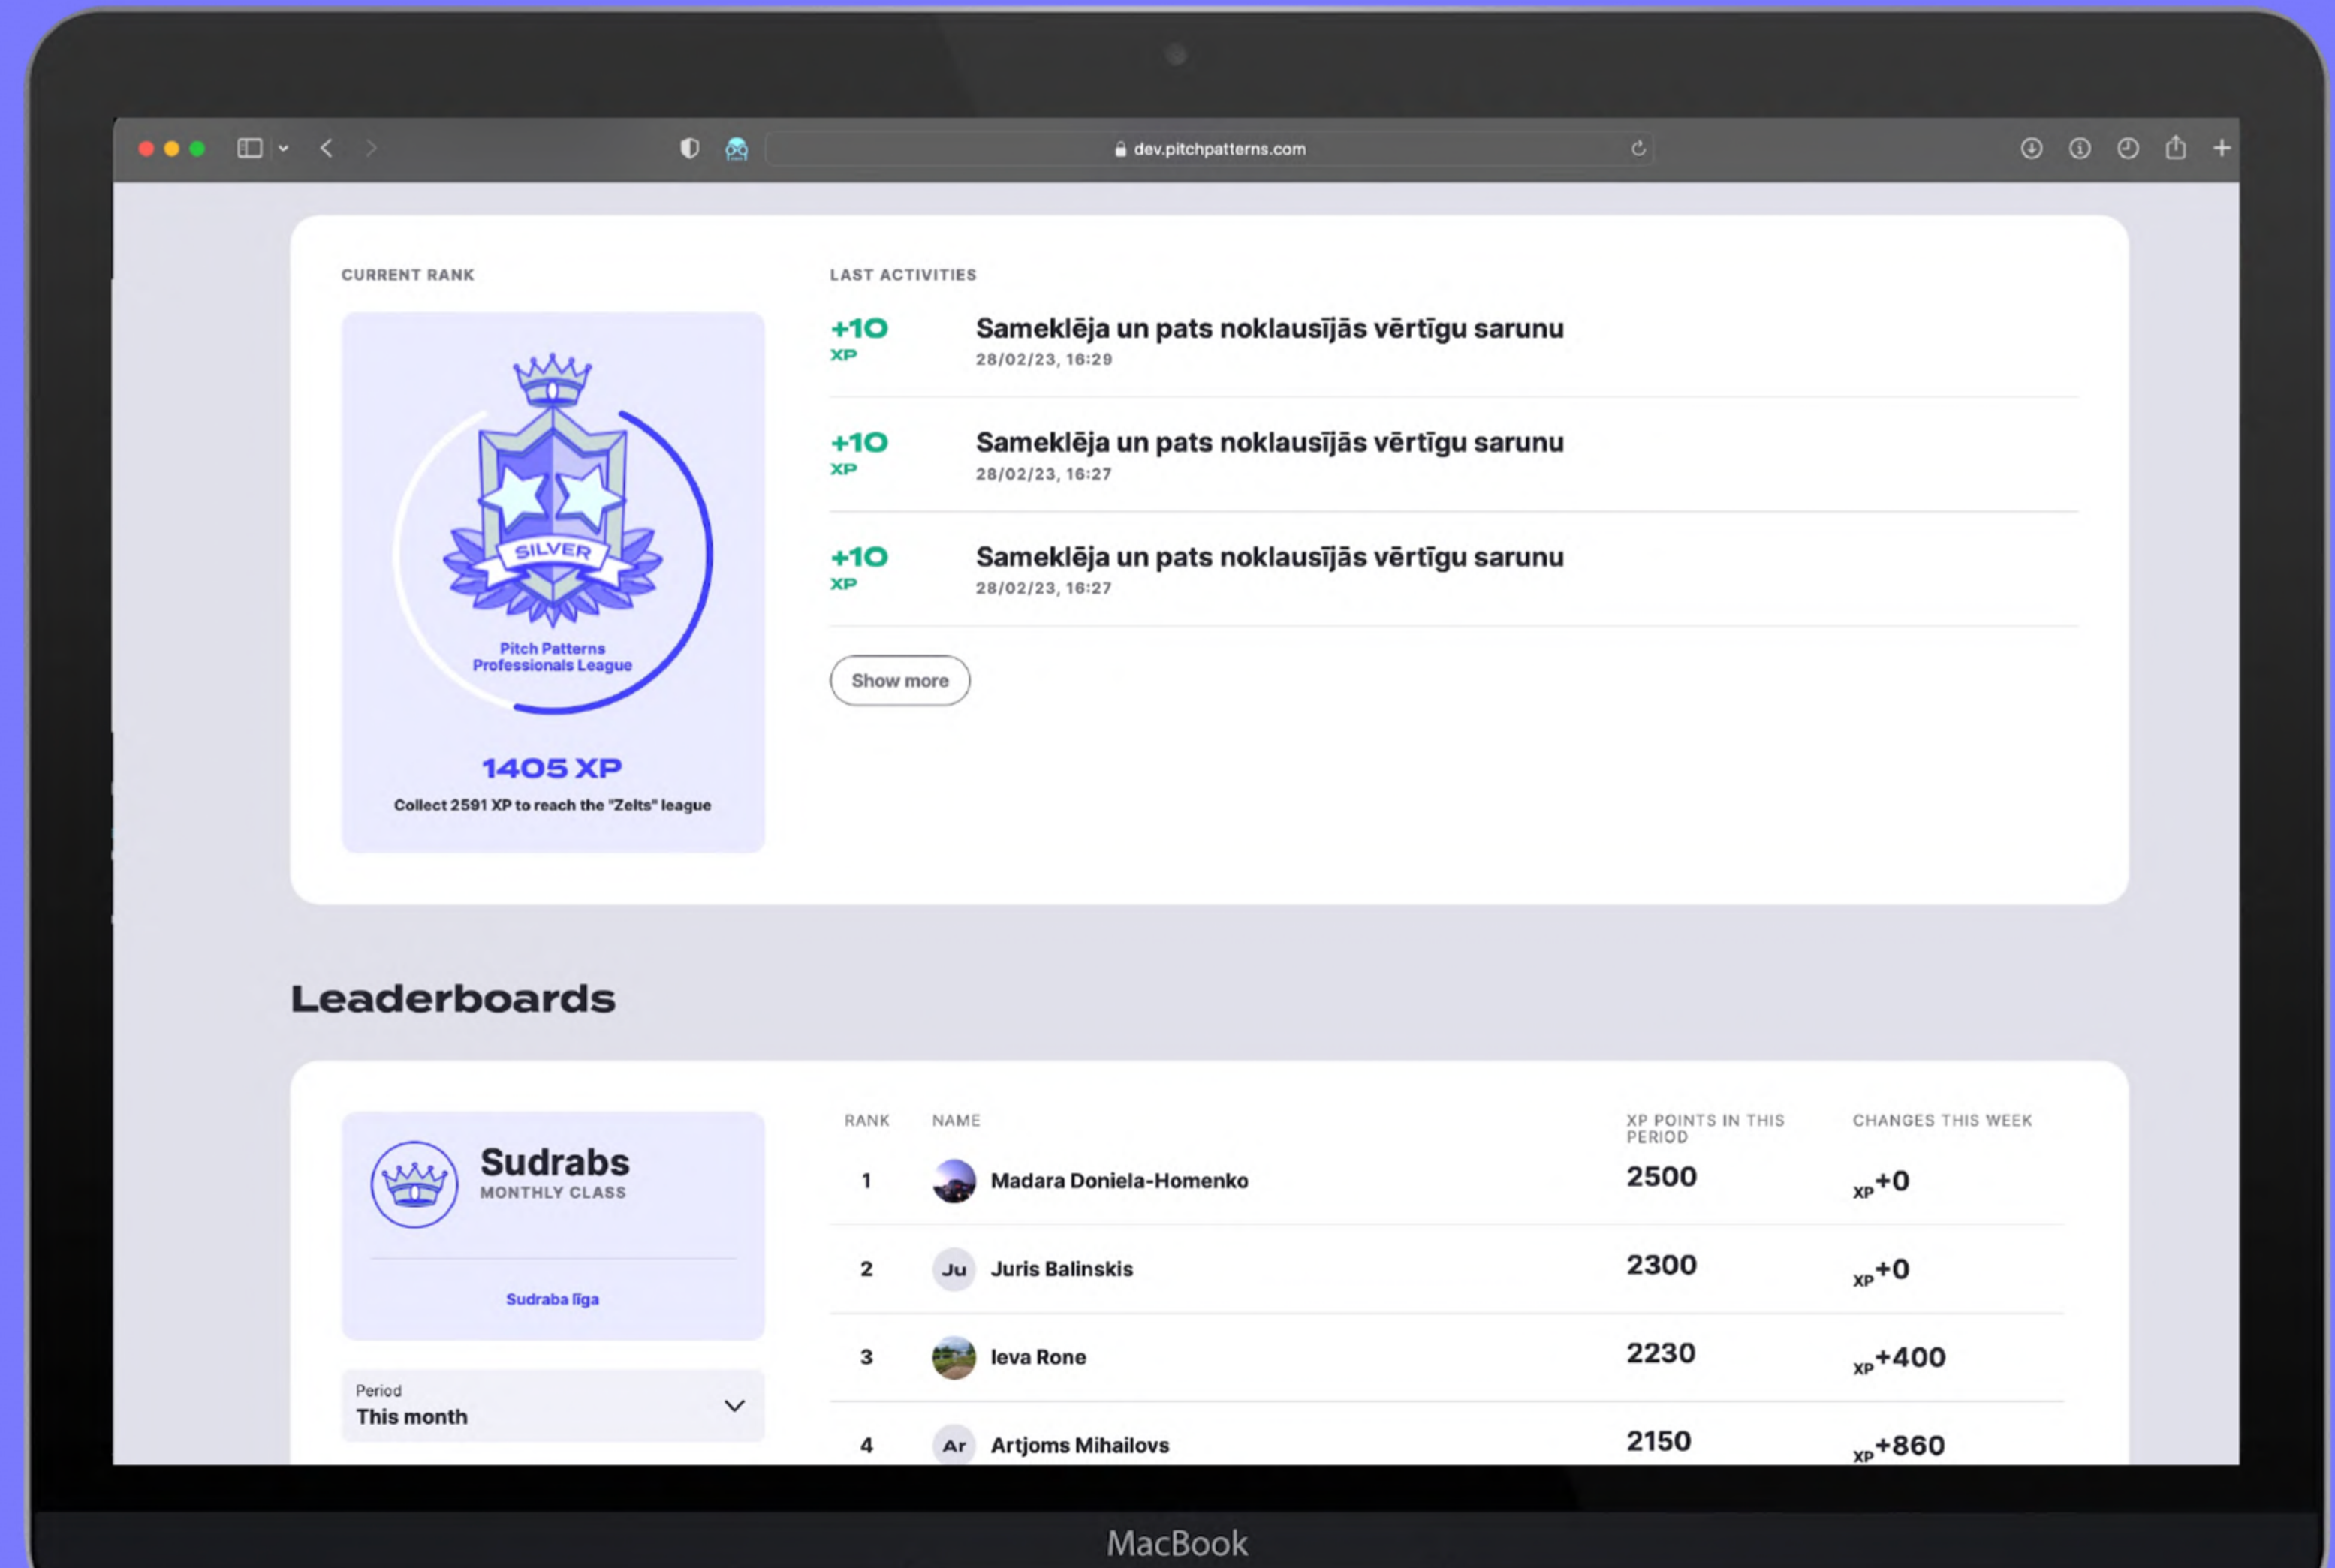 dev.pitchpatterns.com
CURRENT RANK
SILVER
Pitch Patterns
Professionals League
1405 XP
Collect 2591 XP to reach the "Zelts" league
LAST ACTIVITIES
+10
XP
Sameklēja un pats noklausījās vērtīgu sarunu
28/02/23, 16:29
+10
XP
Sameklēja un pats noklausījās vērtīgu sarunu
28/02/23, 16:27
+10
XP
Sameklēja un pats noklausījās vērtīgu sarunu
28/02/23, 16:27
Show more
Leaderboards
Sudrabs
MONTHLY CLASS
Sudraba līga
Period
This month
RANK NAME XP POINTS IN THIS PERIOD CHANGES THIS WEEK
1 Madara Doniela-Homenko 2500 XP+0
2 Ju Juris Balinskis 2300 XP+0
3 Ieva Rone 2230 XP+400
4 Ar Artjoms Mihailovs 2150 XP+860
MacBook